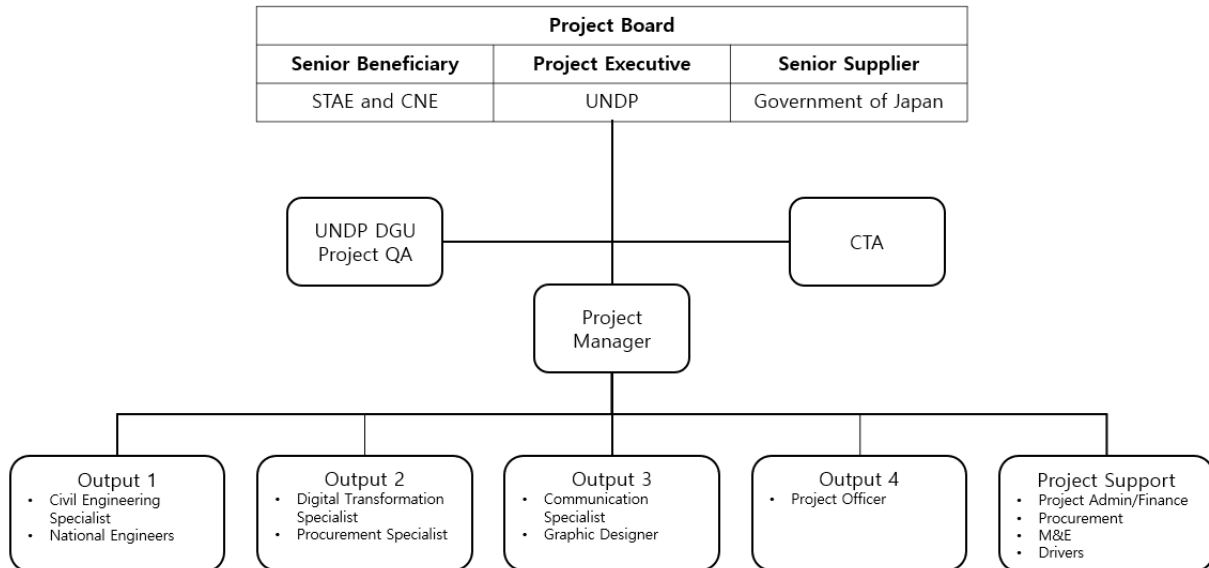 Project Board
Senior Beneficiary
Project Executive
Senior Supplier
STAE and CNE
UNDP
Government of Japan
UNDP DGU
Project QA
CTA
Project
Manager
Output 1
• Civil Engineering
Specialist
• National Engineers
Output 2
• Digital Transformation
Specialist
• Procurement Specialist
Output 3
• Communication
Specialist
• Graphic Designer
Output 4
• Project Officer
Project Support
• Project Admin/Finance
• Procurement
• M&E
• Drivers